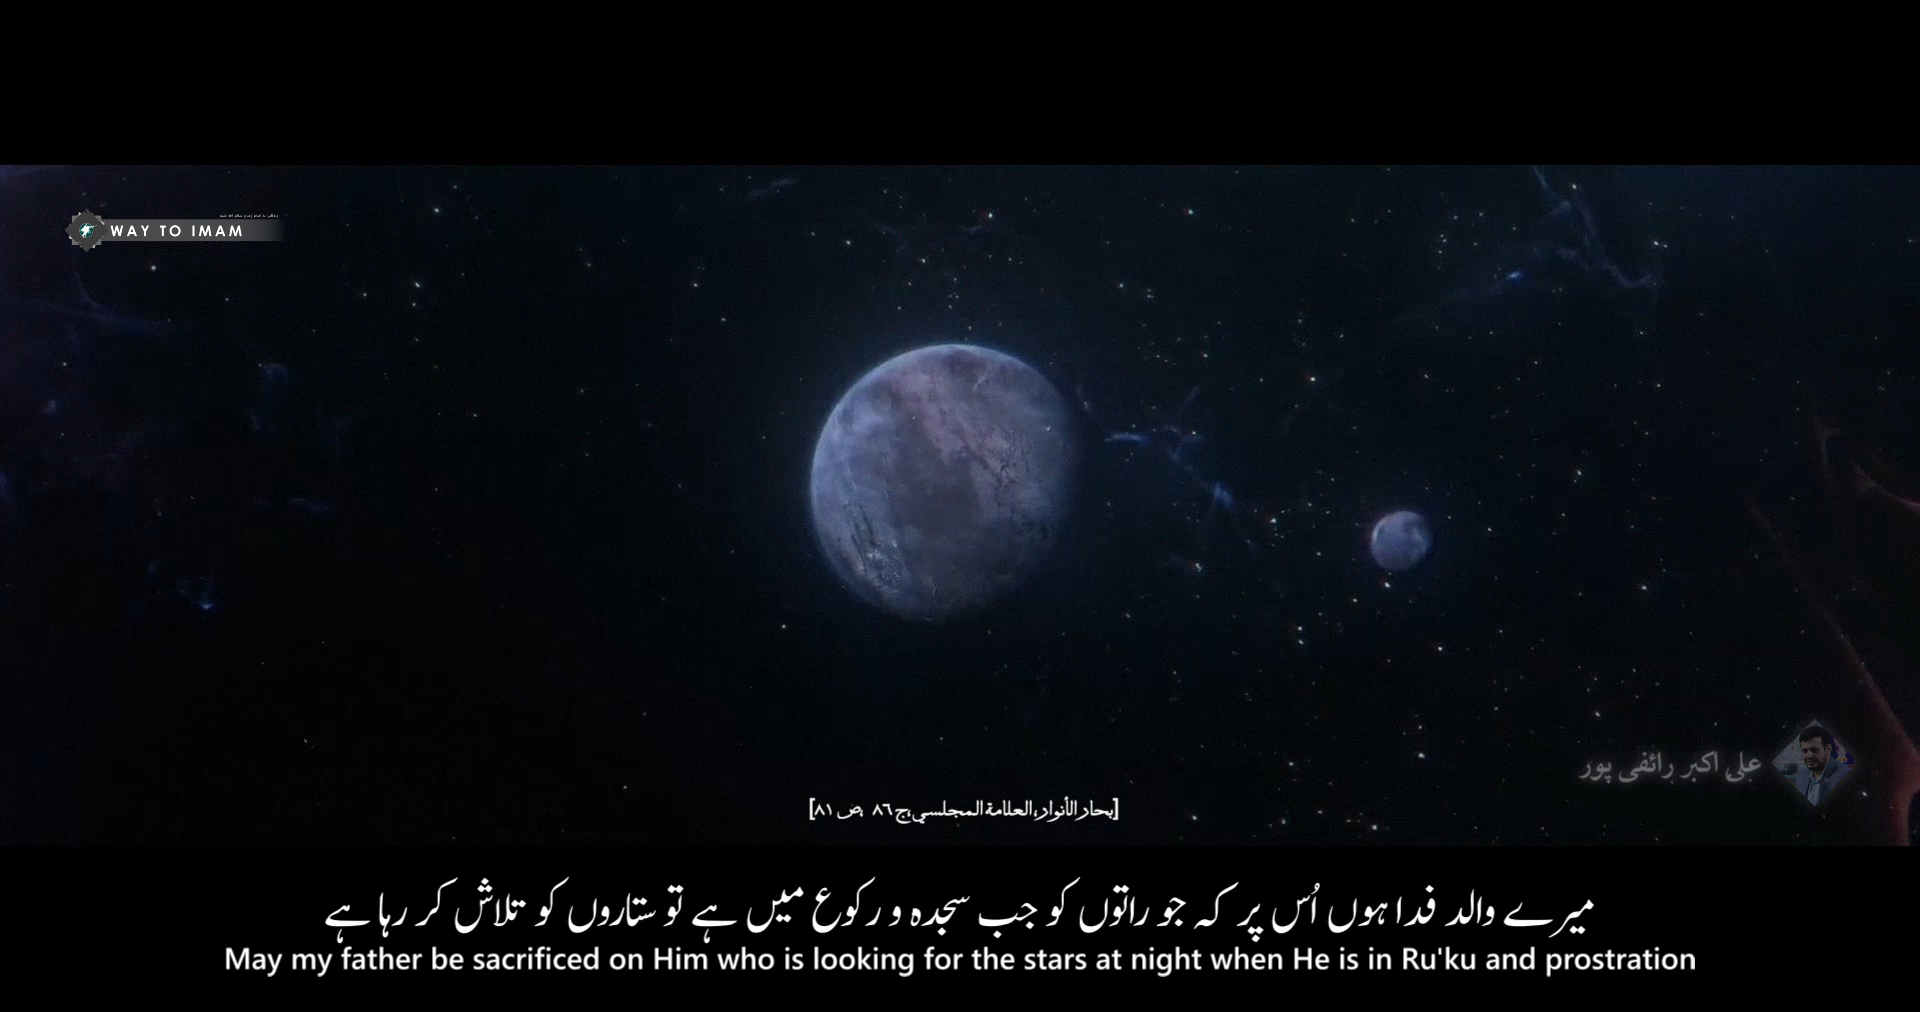 WAY TO IMAM
علی اکبر رائفی پور
[بحار الأنوار، العلامة المجلسي، ج ٨٦ ص ٨١]
میرے والد فدا ہوں اُس پر کہ جو راتوں کو جب سجدہ و رکوع میں ہے تو ستاروں کو تلاش کر رہا ہے
May my father be sacrificed on Him who is looking for the stars at night when He is in Ru'ku and prostration